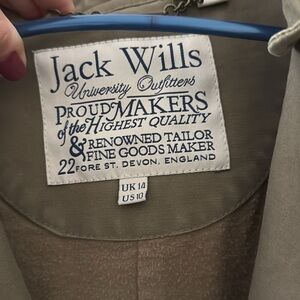 Jack Wills
University Outfitters
PROUD MAKERS
of the HIGHEST QUALITY
& RENOWNED TAILOR
FINE GOODS MAKER
22 FORE ST. DEVON. ENGLAND
UK 14
US 10